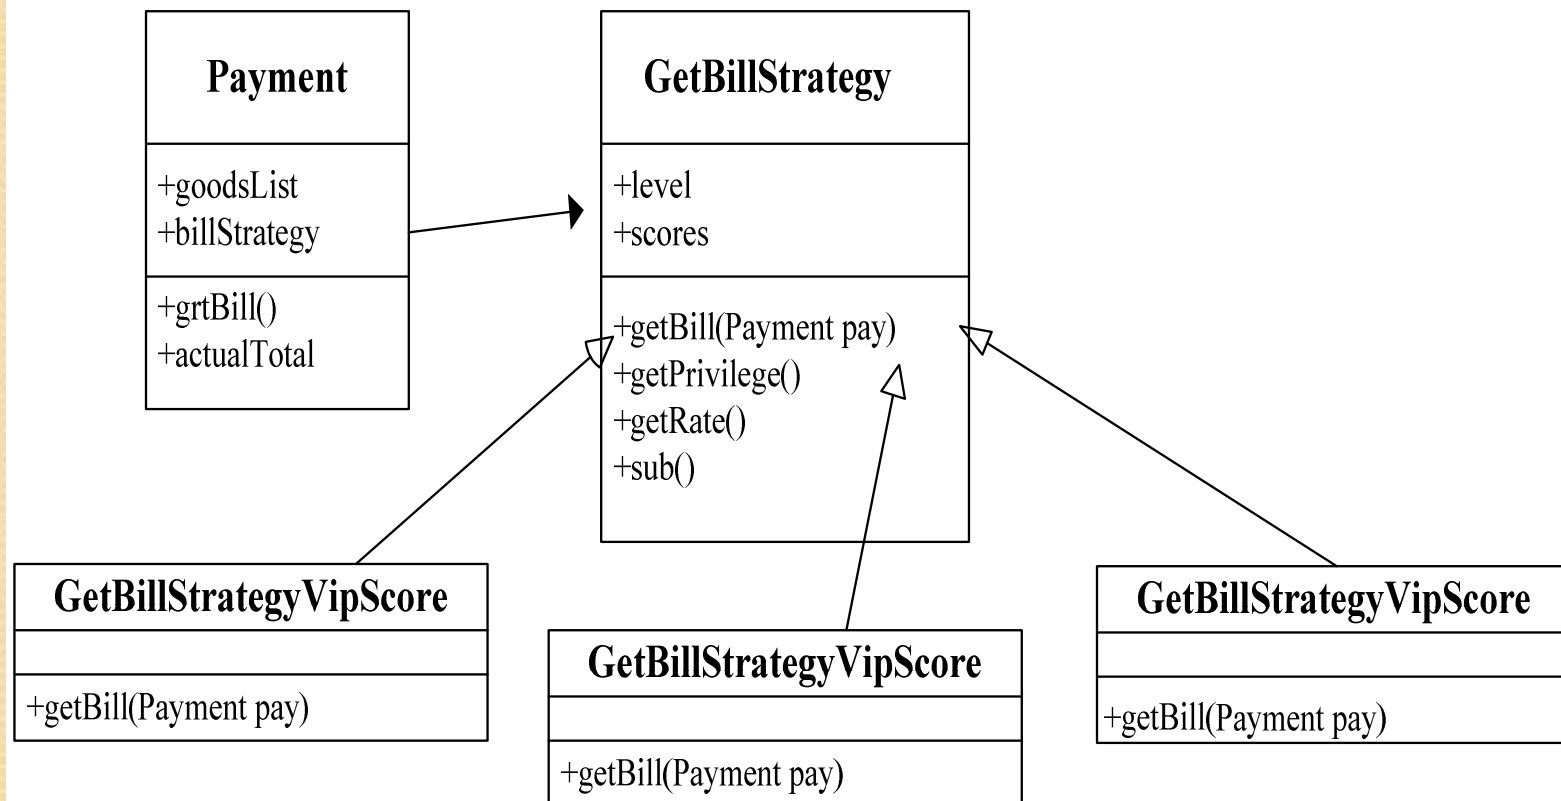 Payment
+goodsList
+billStrategy
+grtBill()
+actualTotal
GetBillStrategy
+level
+scores
+getBill(Payment pay)
+getPrivilege()
+getRate()
+sub()
GetBillStrategyVipScore
+getBill(Payment pay)
GetBillStrategyVipScore
+getBill(Payment pay)
GetBillStrategyVipScore
+getBill(Payment pay)